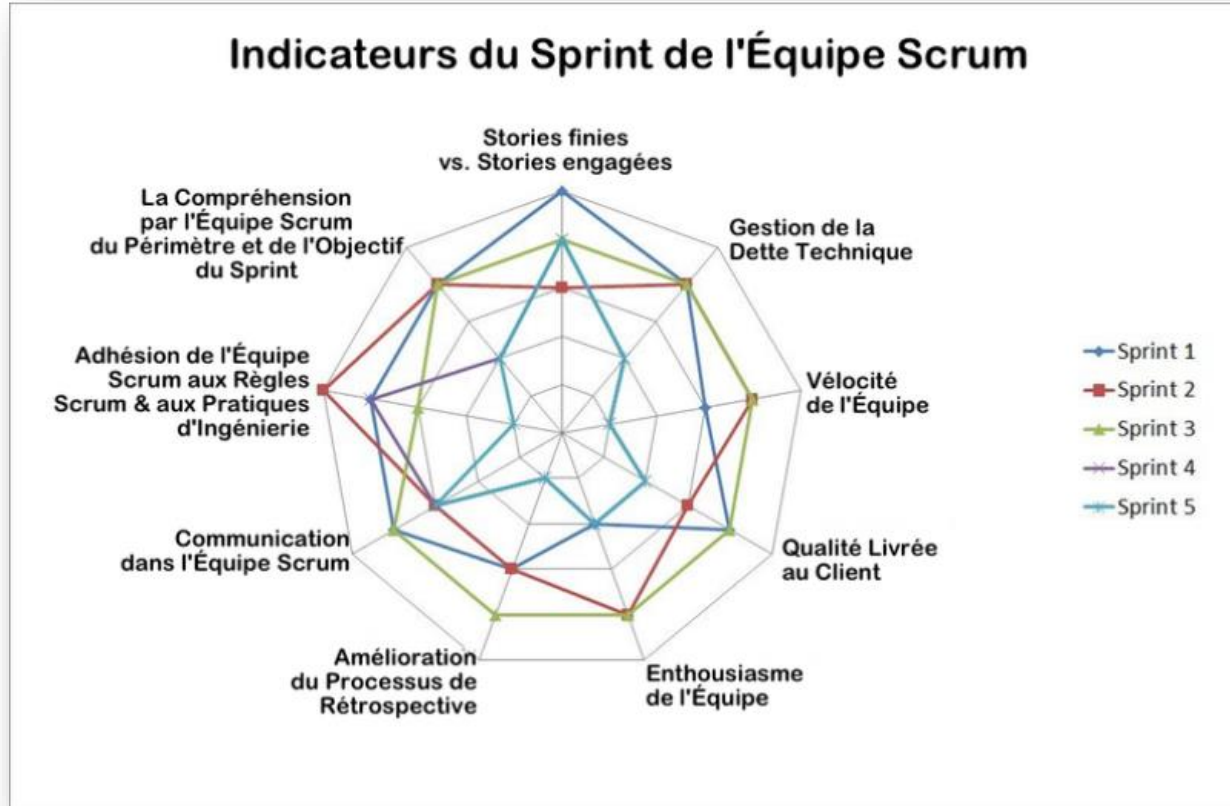 Indicateurs du Sprint de l'Équipe Scrum
Stories finies
vs. Stories engagées
La Compréhension
par l'Équipe Scrum
du Périmètre et de l'Objectif
du Sprint
Gestion de la
Dette Technique
Adhésion de l'Équipe
Scrum aux Règles
Scrum & aux Pratiques
d'Ingénierie
Vélocité
de l'Équipe
Communication
dans l'Équipe Scrum
Qualité Livrée
au Client
Amélioration
du Processus de
Rétrospective
Enthousiasme
de l'Équipe
Sprint 1
Sprint 2
Sprint 3
Sprint 4
Sprint 5